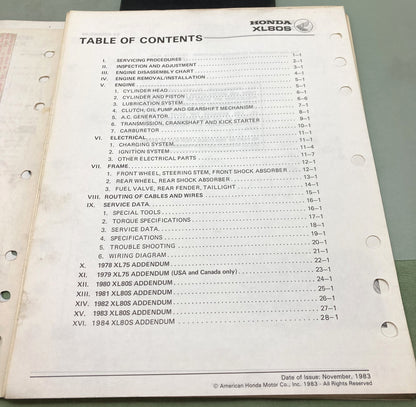 HONDA
XL80S
TABLE OF CONTENTS
I. SERVICING PROCEDURES 1-1
II. INSPECTION AND ADJUSTMENT 2-1
III. ENGINE DISASSEMBLY CHART 3-1
IV. ENGINE REMOVAL/INSTALLATION 4-1
V. ENGINE 5-1
1. CYLINDER HEAD 5-1
2. CYLINDER AND PISTON 5-6
3. LUBRICATION SYSTEM 6-1
4. CLUTCH, OIL PUMP AND GEARSHIFT MECHANISM 7-1
5. A.C. GENERATOR 8-1
6. TRANSMISSION, CRANKSHAFT AND KICK STARTER 9-1
7. CARBURETOR 10-1
VI. ELECTRICAL 11-1
1. CHARGING SYSTEM 11-1
2. IGNITION SYSTEM 11-4
3. OTHER ELECTRICAL PARTS 11-7
VII. FRAME 12-1
1. FRONT WHEEL, STEERING STEM, FRONT SHOCK ABSORBER 12-1
2. REAR WHEEL, REAR SHOCK ABSORBER 13-1
3. FUEL VALVE, REAR FENDER, TAILLIGHT 14-1
VIII. ROUTING OF CABLES AND WIRES 15-1
IX. SERVICE DATA 16-1
1. SPECIAL TOOLS 16-1
2. TORQUE SPECIFICATIONS 17-1
3. SERVICE DATA 18-1
4. SPECIFICATIONS 19-1
5. TROUBLE SHOOTING 20-1
6. WIRING DIAGRAM 21-1
X. 1978 XL75 ADDENDUM 22-1
XI. 1979 XL75 ADDENDUM (USA and Canada only) 23-1
XII. 1980 XL80S ADDENDUM 24-1
XIII. 1981 XL80S ADDENDUM 25-1
XIV. 1982 XL80S ADDENDUM 26-1
XV. 1983 XL80S ADDENDUM 27-1
XVI. 1984 XL80S ADDENDUM 28-1
Date of Issue: November, 1983
© American Honda Motor Co., Inc. 1983 - All Rights Reserved